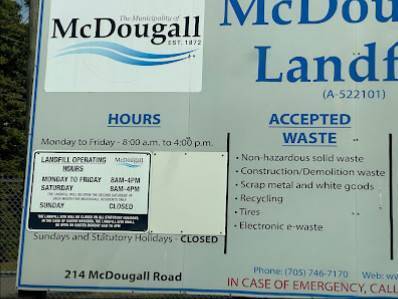 The Municipality of
McDougall
EST. 1872
McDou
Landf
(A-522101)
HOURS
Monday to Friday - 8:00 a.m. to 4:00 p.m.
LANDFILL OPERATING
HOURS
McDougall
MONDAY TO FRIDAY 8AM-4PM
SATURDAY 8AM-4PM
SUNDAY CLOSED
Sundays and Statutory Holidays - CLOSED
214 McDougall Road
ACCEPTED
WASTE
• Non-hazardous solid waste
• Construction/Demolition waste
• Scrap metal and white goods
• Recycling
• Tires
• Electronic e-waste
Phone: (705) 746-7170 Web: ww
IN CASE OF EMERGENCY, CALL